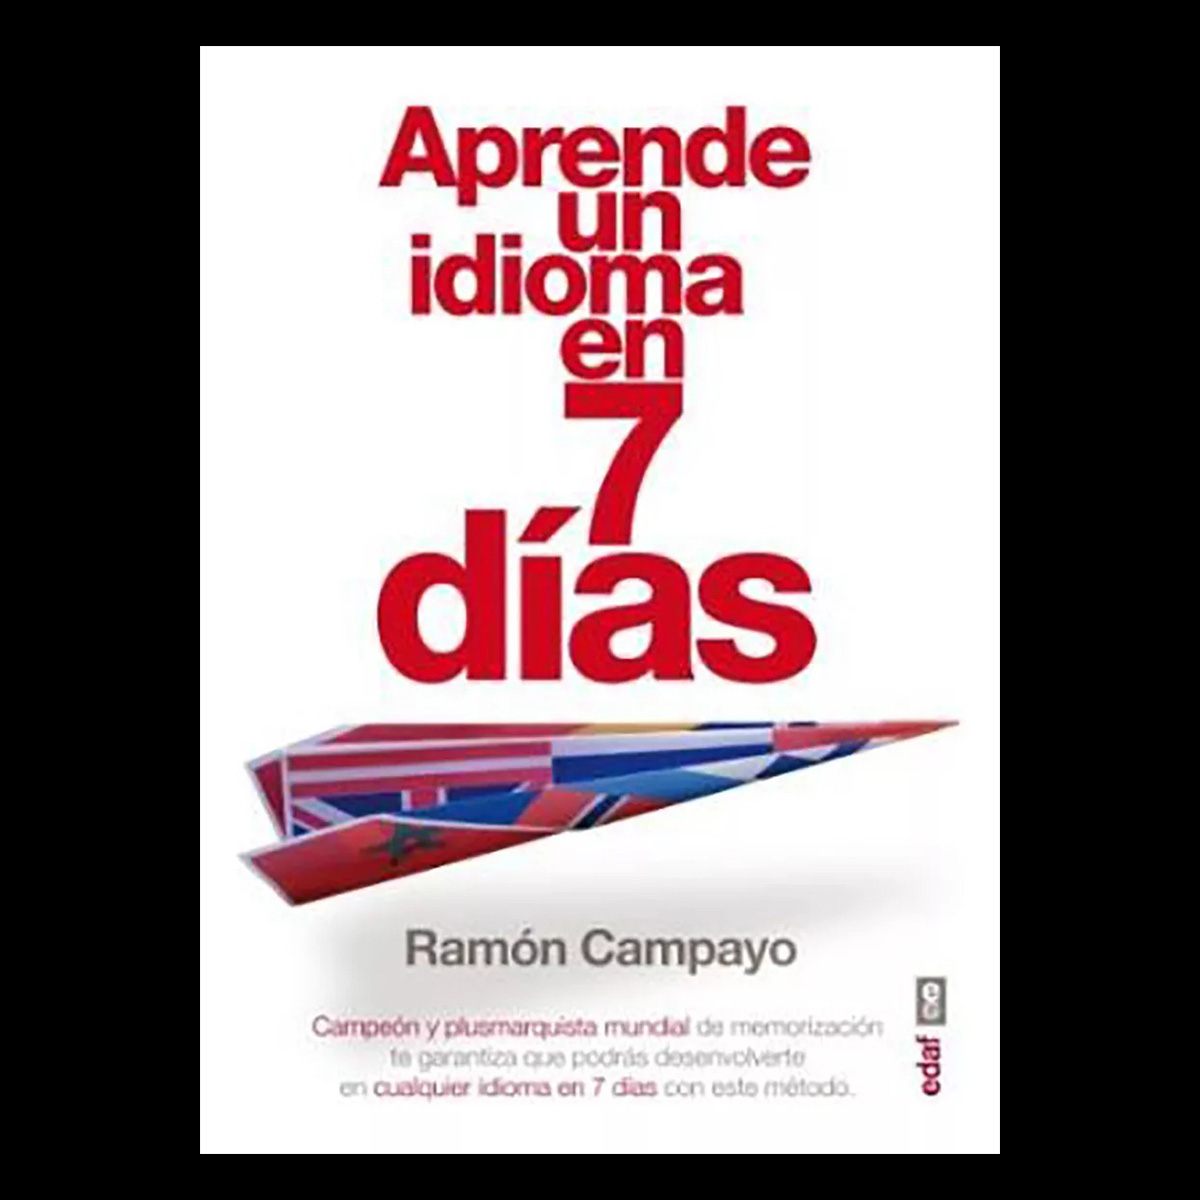 Aprende
un
idioma
en
7
días
Ramón Campayo
Campeón y plusmarquista mundial de memorización
te garantiza que podrás desenvolverte
en cualquier idioma en 7 días con este método.
edaf